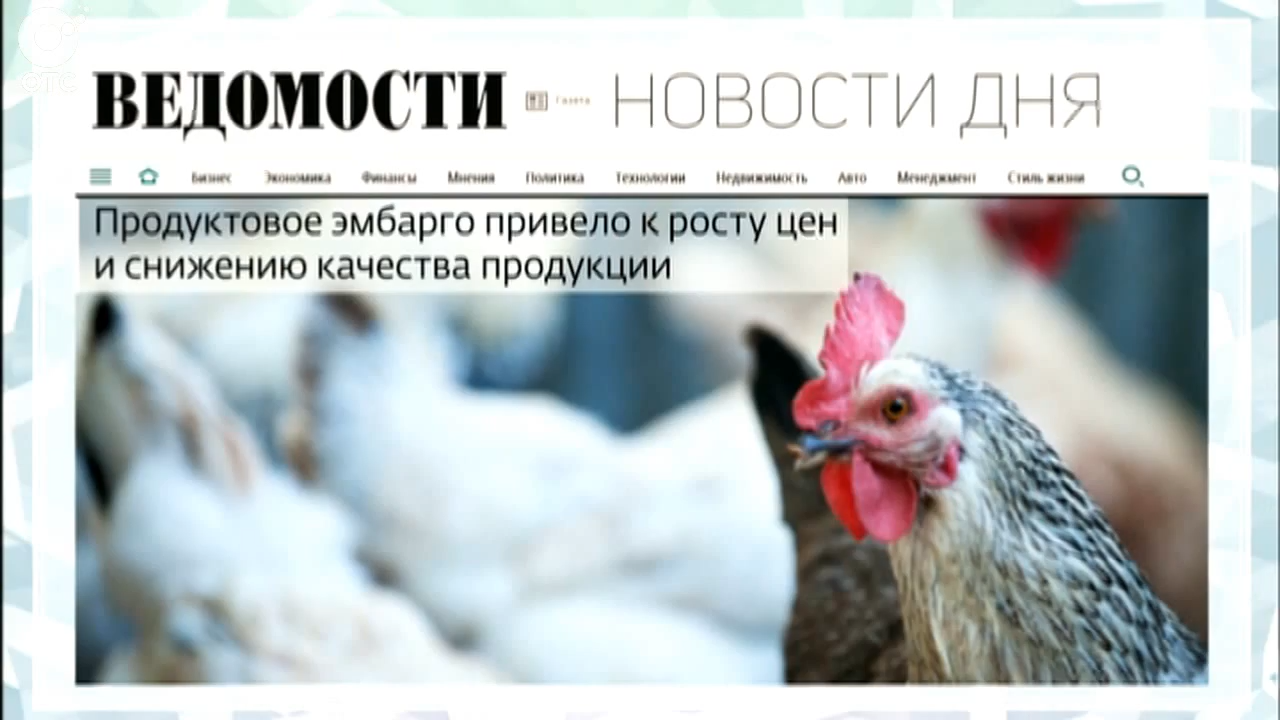 ОТС
ВЕДОМОСТИ Газета НОВОСТИ ДНЯ
Бизнес Экономика Финансы Мнения Политика Технологии Недвижимость Авто Менеджмент Стиль жизни
Продуктовое эмбарго привело к росту цен
и снижению качества продукции